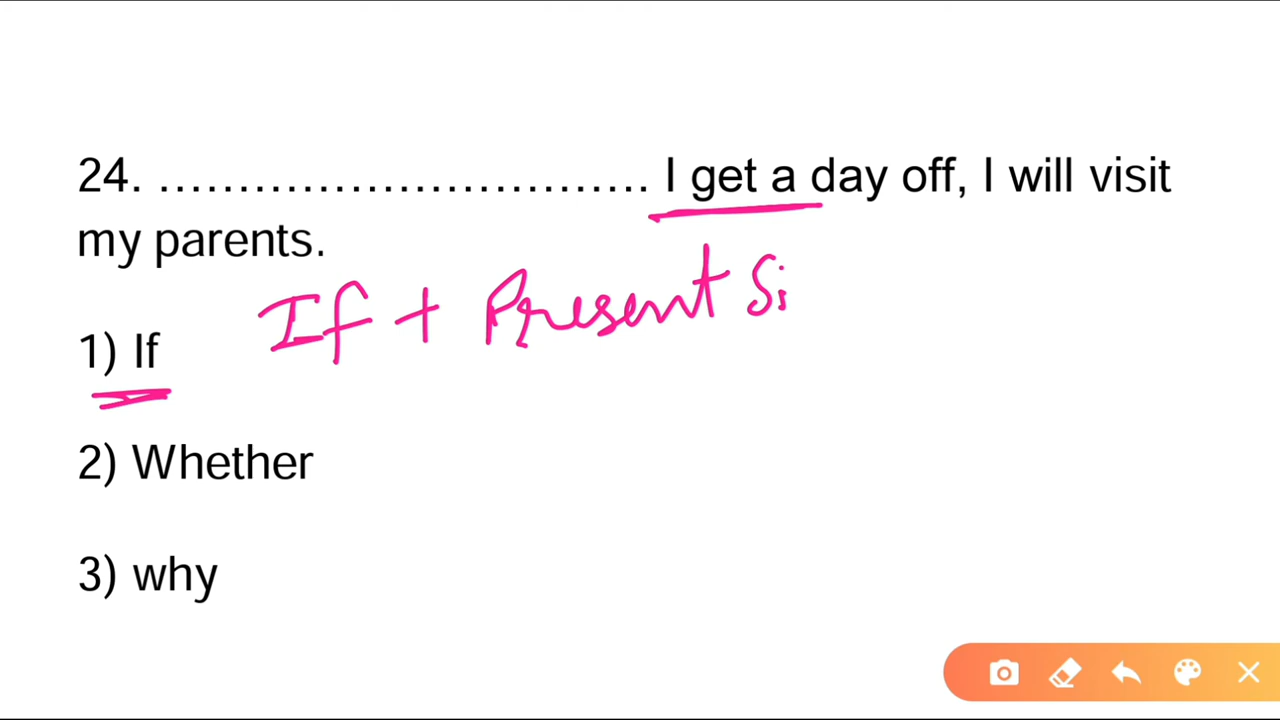 24. ................................ I get a day off, I will visit
my parents.
If + Present Si
1) If
2) Whether
3) why